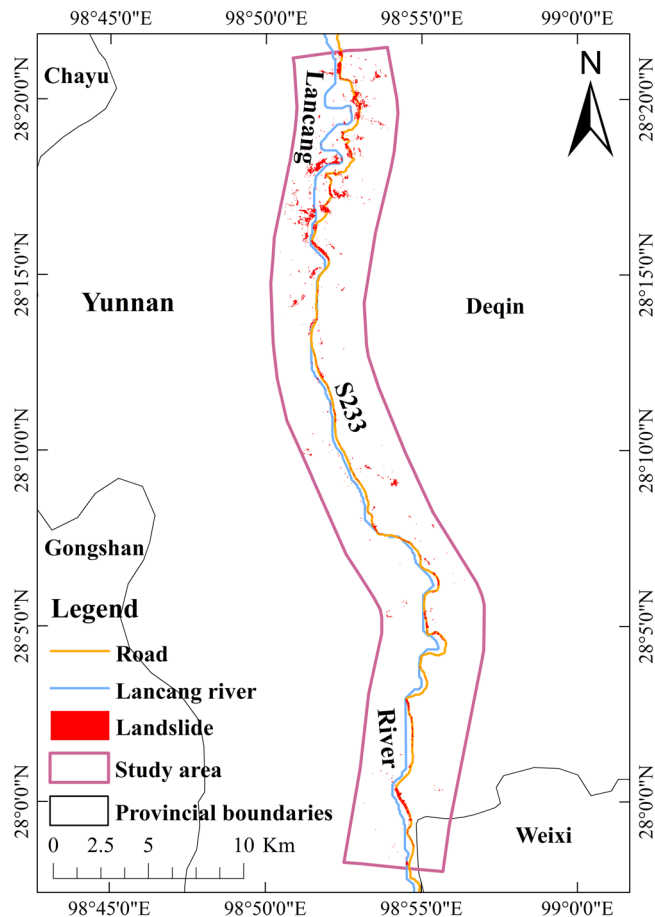 98°45'0"E 98°50'0"E 98°55'0"E 99°00'0"E
Chayu
N
28°20'0"N
28°20'0"N
Lancang
28°15'0"N
28°15'0"N
Yunnan
Deqin
S233
28°10'0"N
28°10'0"N
Gongshan
Legend
28°5'0"N
28°5'0"N
Road
Lancang river
Landslide
River
Study area
28°0'0"N
28°0'0"N
Provincial boundaries
Weixi
0 2.5 5 10 Km
98°45'0"E 98°50'0"E 98°55'0"E 99°00'0"E